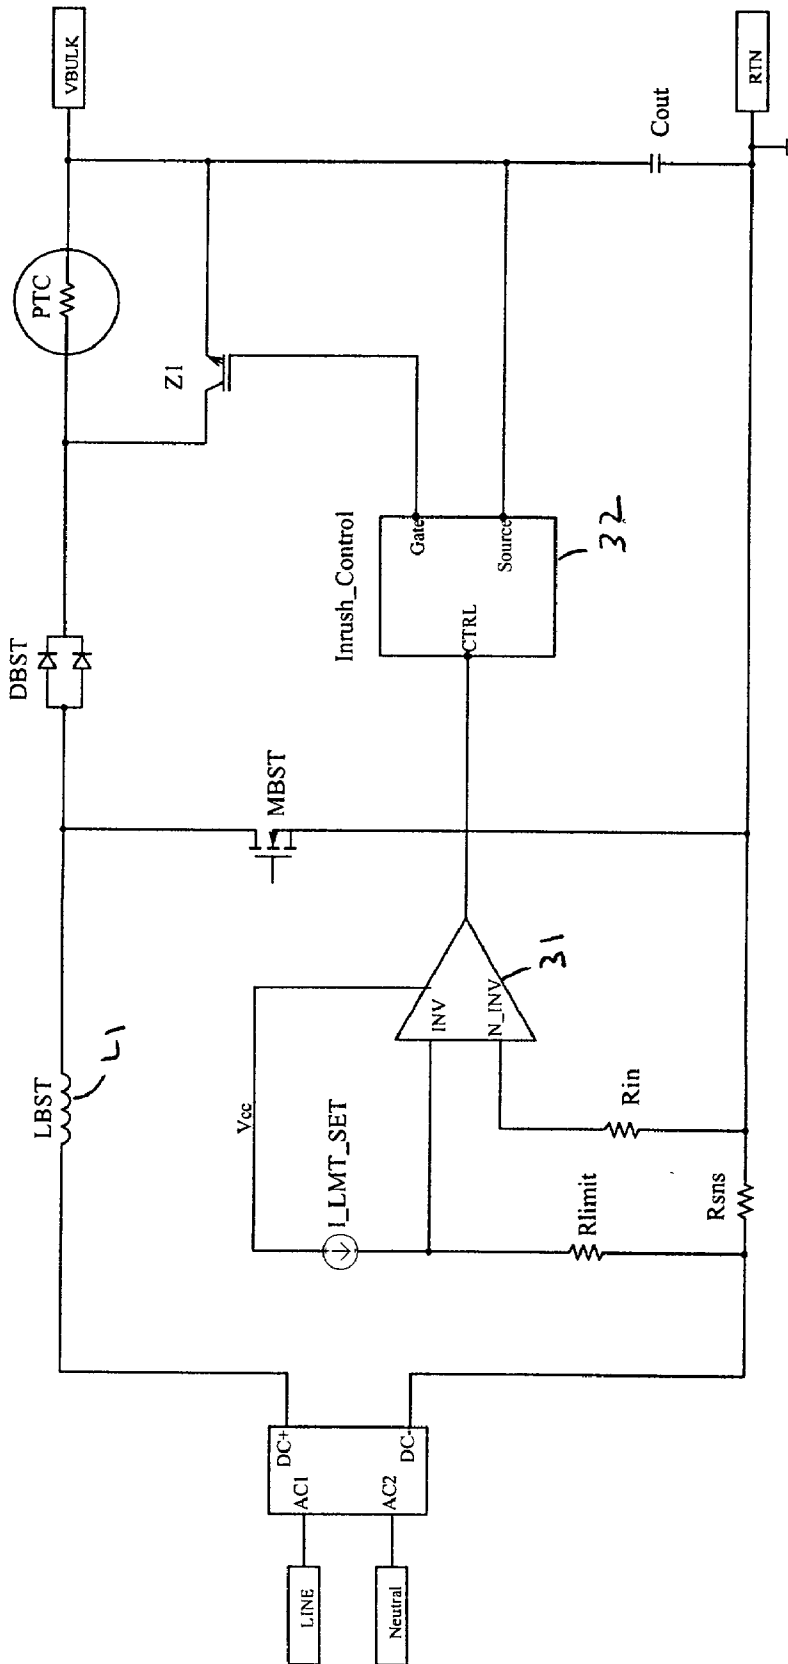 LINE
Neutral
AC1
AC2
DC+
DC-
LBST
L1
Vcc
I_LMT_SET
Rlimit
Rsns
Rin
INV
N_INV
31
MBST
DBST
Inrush_Control
CTRL
Gate
Source
32
Z1
PTC
Cout
VBULK
RTN